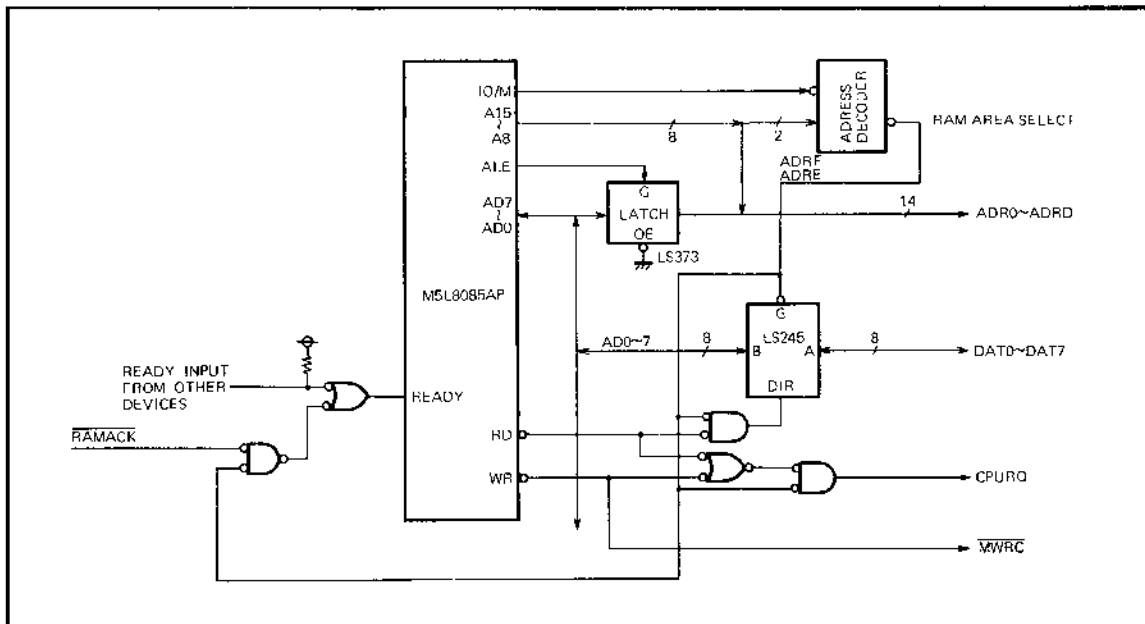 IO/M
A15
~
A8
ALE
AD7
~
AD0
M5L8085AP
READY
RD
WR
ADRESS
DECODER
RAM AREA SELECT
8
2
ADRF
ADRE
G
LATCH
OE
LS373
14
ADR0~ADRD
G
LS245
B
A
DIR
AD0~7
8
8
DAT0~DAT7
READY INPUT
FROM OTHER
DEVICES
RAMACK
CPURQ
MWRC